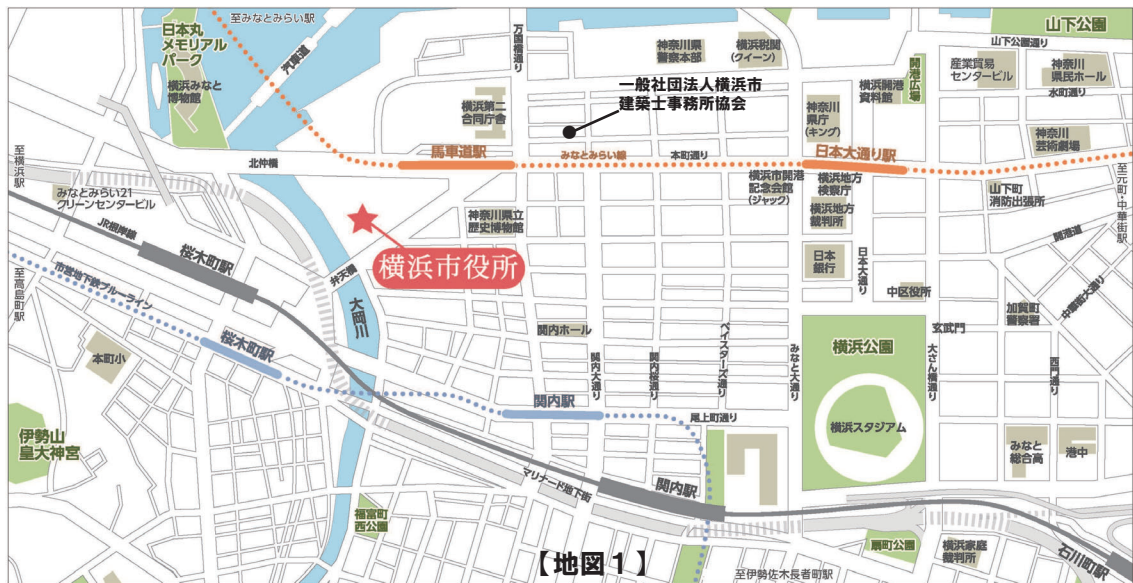 至みなとみらい駅
日本丸
メモリアル
パーク
汽車道
横浜みなと
博物館
万国橋通り
神奈川県
警察本部
横浜税関
(クイーン)
開港広場
山下公園
山下公園通り
産業貿易
センタービル
神奈川
県民ホール
水町通り
一般社団法人横浜市
建築士事務所協会
横浜第二
合同庁舎
神奈川
県庁
(キング)
横浜開港
資料館
神奈川
芸術劇場
至横浜駅
北仲橋
馬車道駅
みなとみらい線
本町通り
日本大通り駅
至元町・中華街駅
みなとみらい21
クリーンセンタービル
横浜市開港
記念会館
(ジャック)
横浜地方
検察庁
横浜地方
裁判所
山下町
消防出張所
開港道
神奈川県立
歴史博物館
JR根岸線
桜木町駅
横浜市役所
弁天橋
大岡川
日本
銀行
日本大通り
中区役所
加賀町
警察署
中華街大通り
至高島町駅
市営地下鉄ブルーライン
桜木町駅
本町小
関内ホール
関内大通り
関内桜通り
ベイスターズ通り
みなと大通り
横浜公園
玄武門
大さん橋通り
西門通り
関内駅
尾上町通り
横浜スタジアム
みなと
総合高
港中
伊勢山
皇大神宮
マリナード地下街
関内駅
福富町
西公園
扇町公園
横浜家庭
裁判所
石川町駅
【地図1】
至伊勢佐木長者町駅